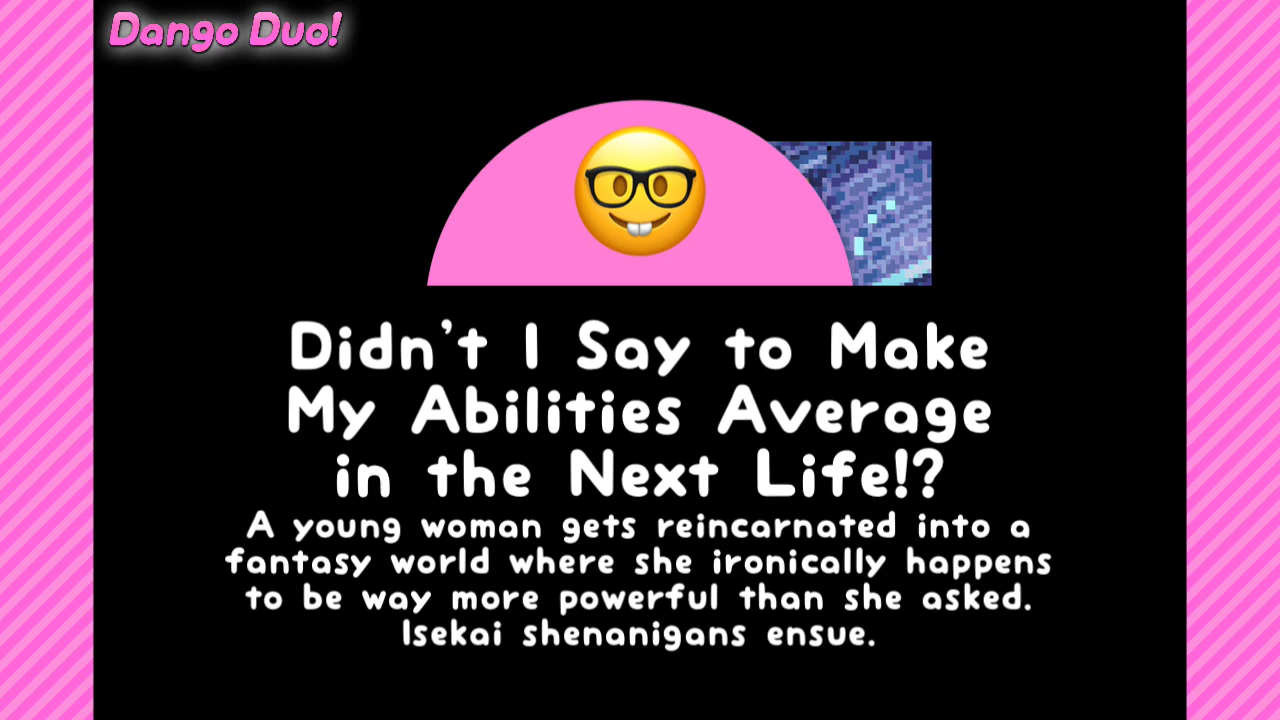 Dango Duo!
Didn't I Say to Make
My Abilities Average
in the Next Life!?
A young woman gets reincarnated into a
fantasy world where she ironically happens
to be way more powerful than she asked.
Isekai shenanigans ensue.